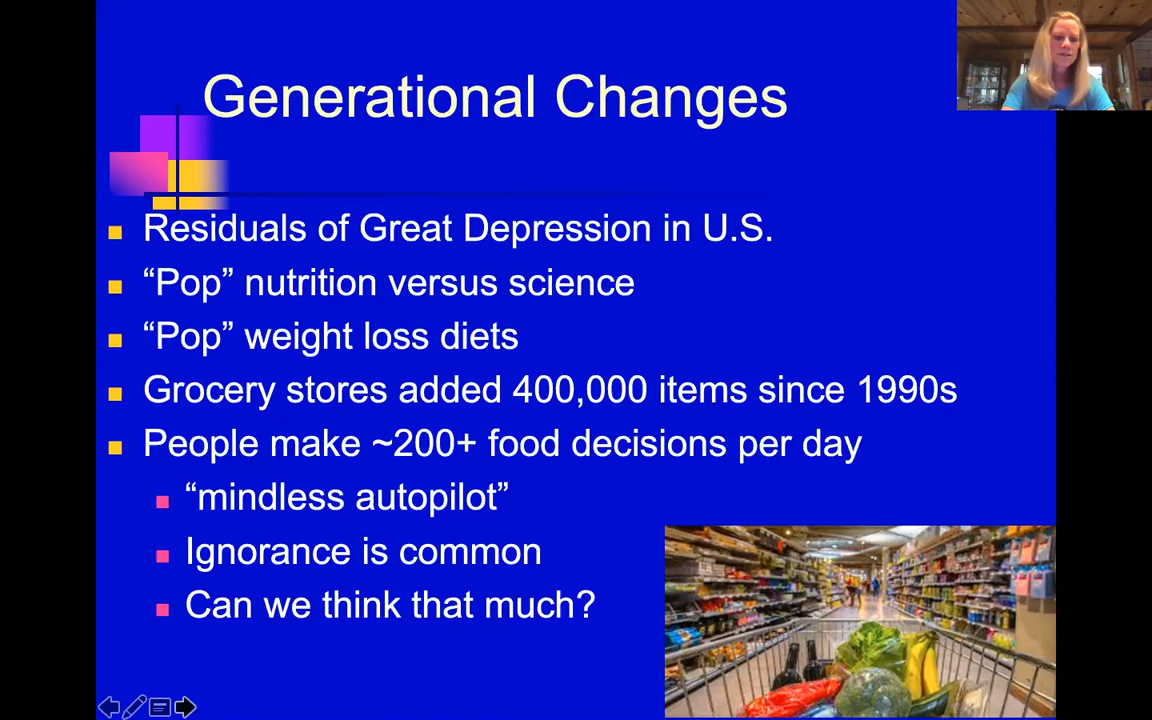 Generational Changes
Residuals of Great Depression in U.S.
“Pop” nutrition versus science
“Pop” weight loss diets
Grocery stores added 400,000 items since 1990s
People make ~200+ food decisions per day
“mindless autopilot”
Ignorance is common
Can we think that much?